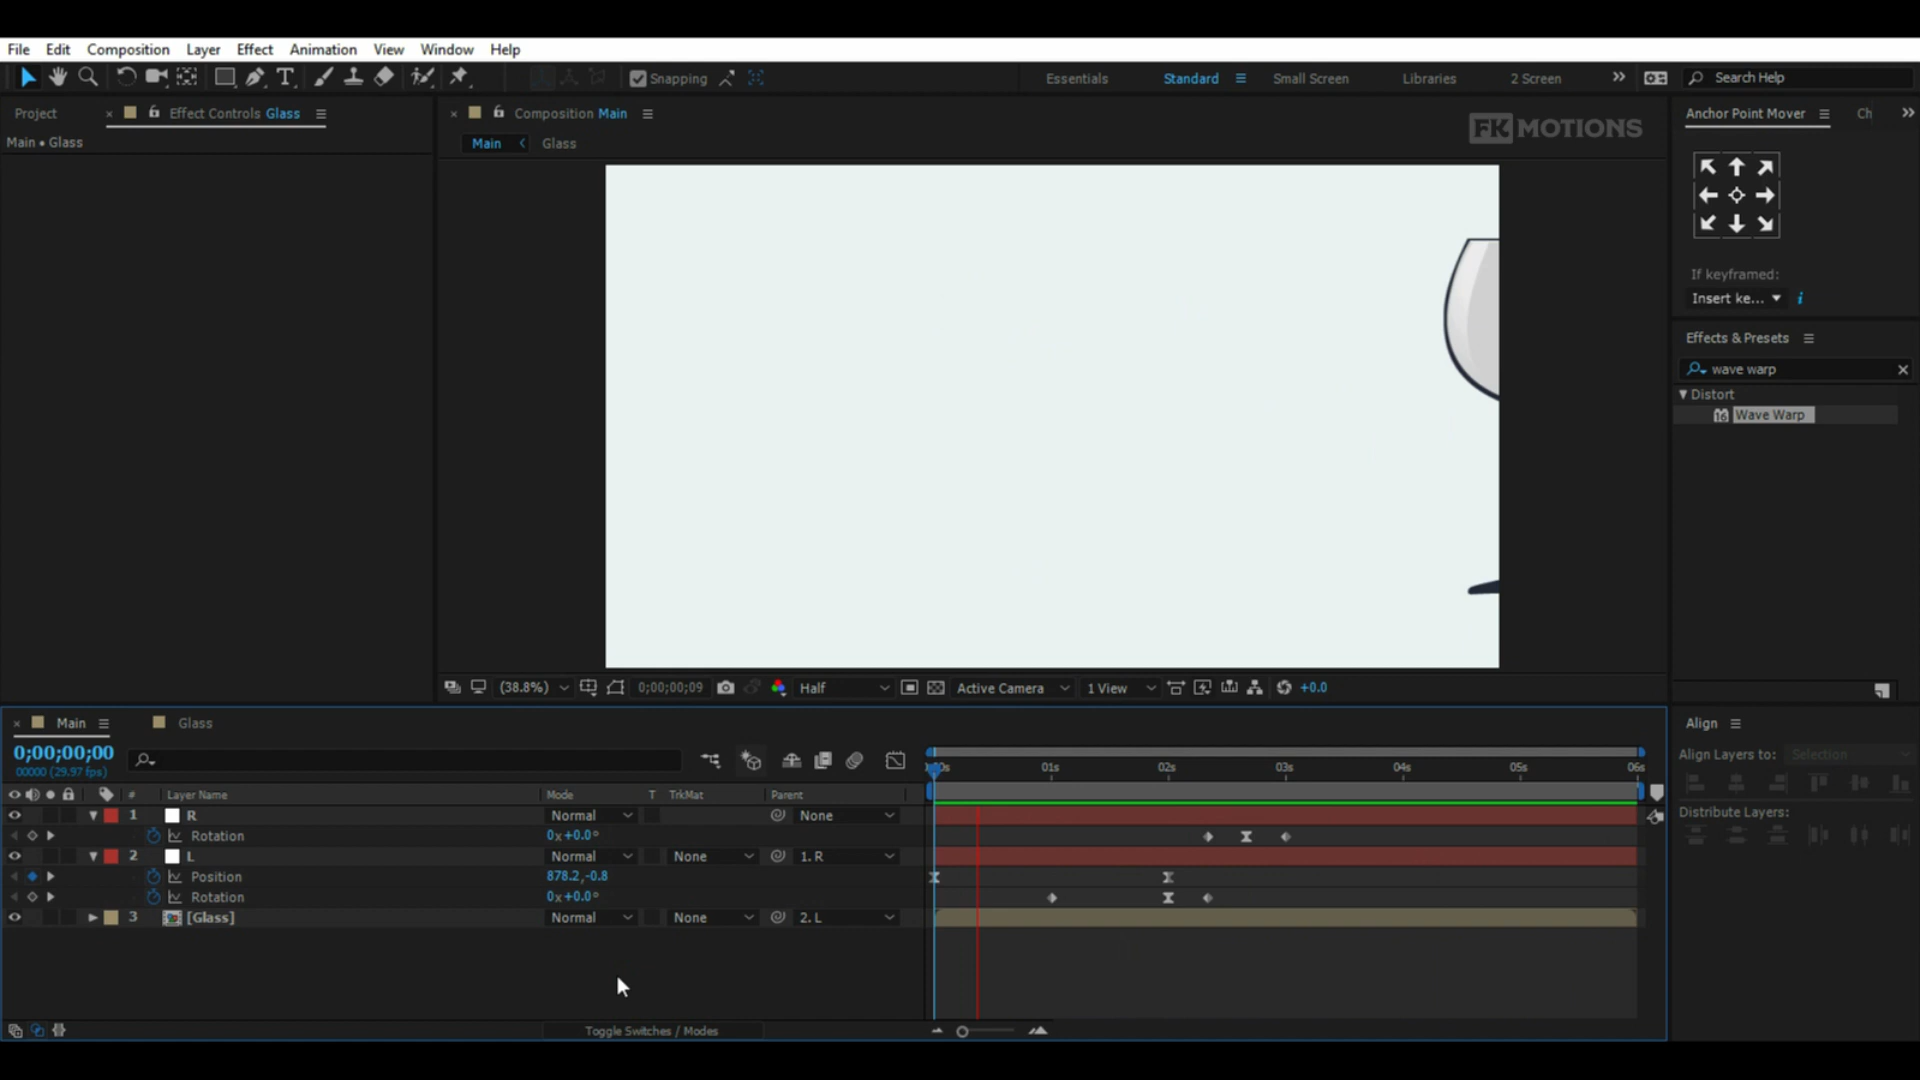 File Edit Composition Layer Effect Animation View Window Help
Snapping
Essentials Standard Small Screen Libraries 2 Screen Search Help
Project Effect Controls Glass
Composition Main
Anchor Point Mover Ch
Main • Glass
Main Glass
FK MOTIONS
If keyframed:
Insert ke...
Effects & Presets
wave warp
Distort
Wave Warp
(38.8%) 0;00;00;09 Half Active Camera 1 View +0.0
Main Glass
Align
0;00;00;00
00000 (29.97 fps)
Align Layers to: Selection
01s 02s 03s 04s 05s 06s
# Layer Name Mode T TrkMat Parent
Distribute Layers:
1 R Normal None
Rotation 0x+0.0°
2 L Normal None 1. R
Position 878.2,-0.8
Rotation 0x+0.0°
3 [Glass] Normal None 2. L
Toggle Switches / Modes